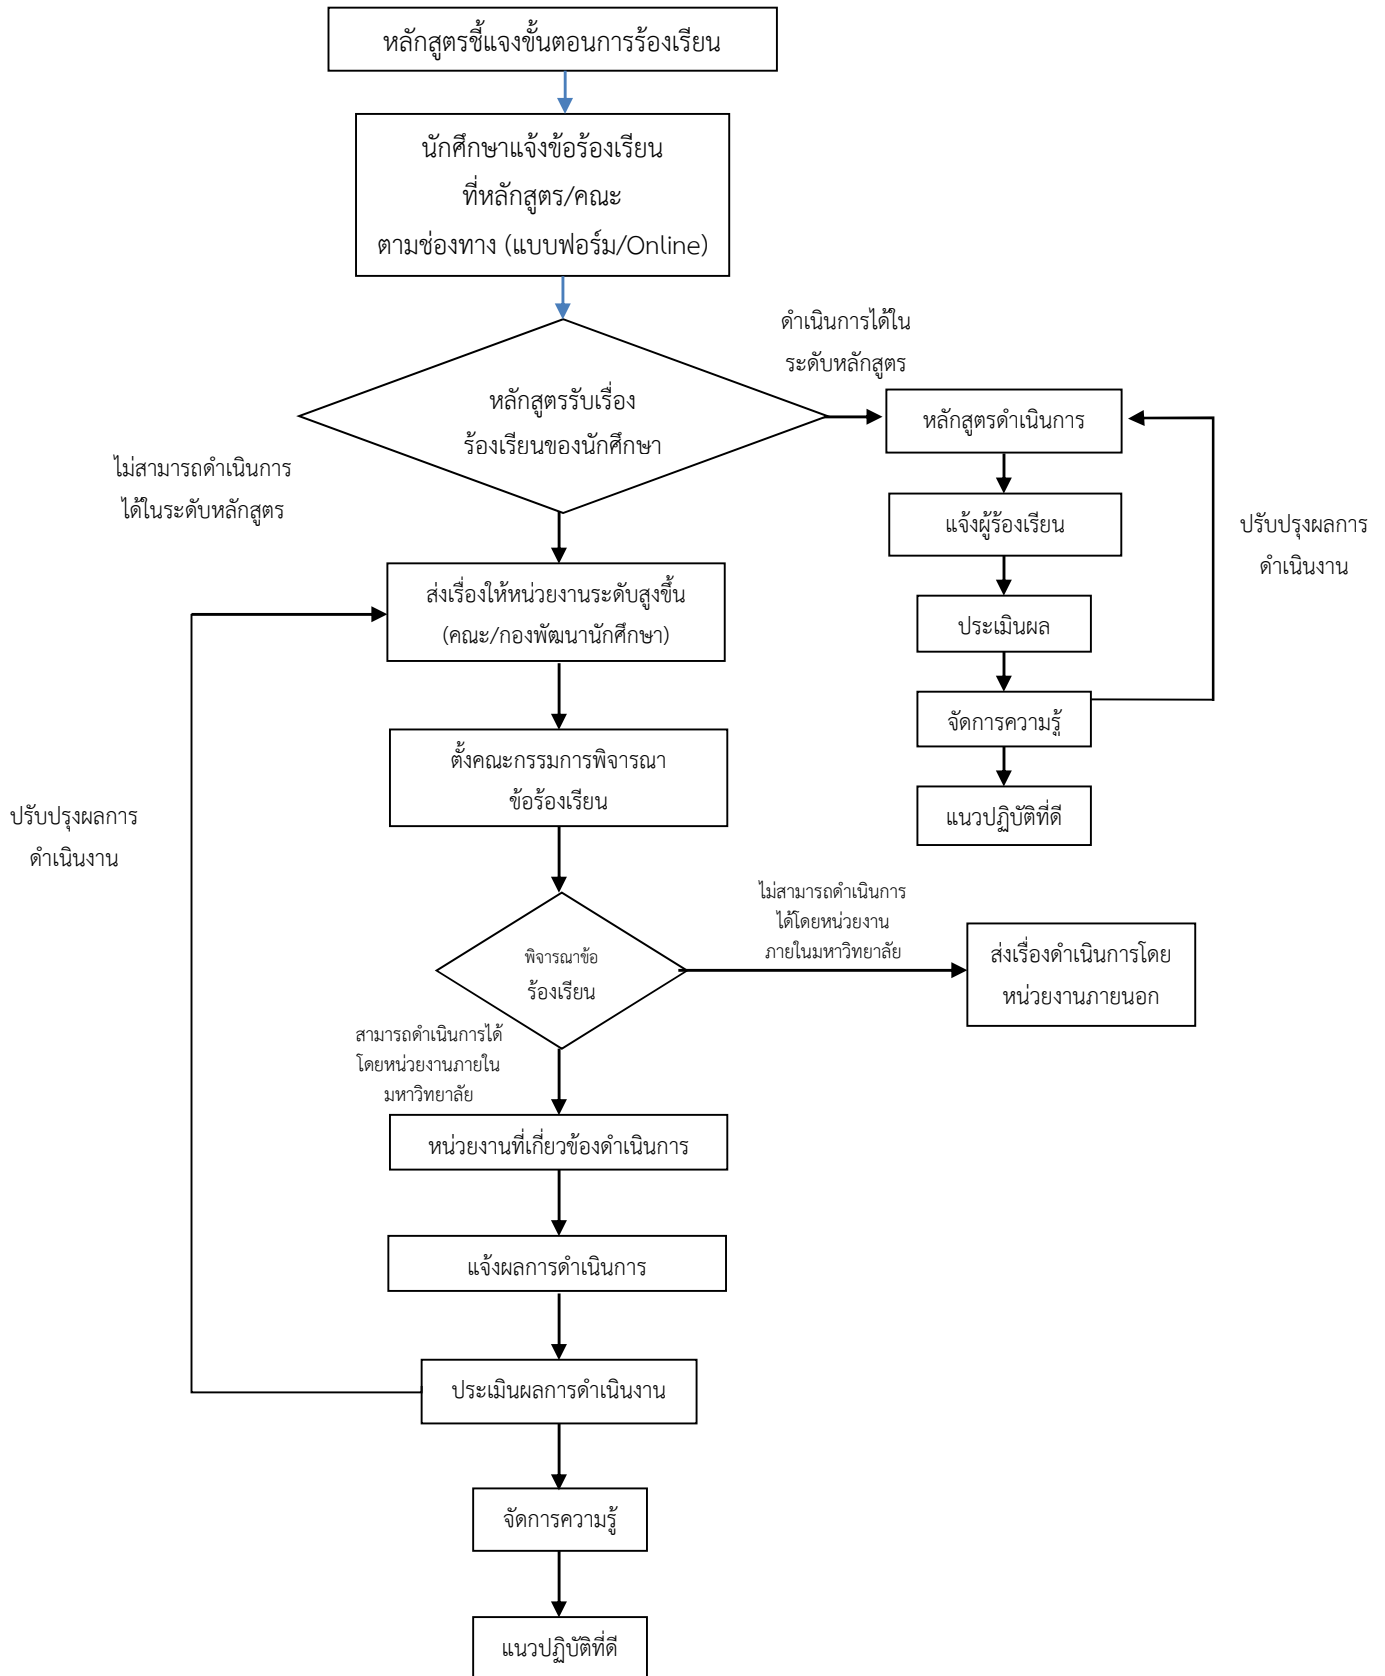 หลักสูตรชี้แจงขั้นตอนการร้องเรียน
นักศึกษาแจ้งข้อร้องเรียน
ที่หลักสูตร/คณะ
ตามช่องทาง (แบบฟอร์ม/Online)
ดำเนินการได้ใน
ระดับหลักสูตร
หลักสูตรรับเรื่อง
ร้องเรียนของนักศึกษา
หลักสูตรดำเนินการ
ไม่สามารถดำเนินการ
ได้ในระดับหลักสูตร
แจ้งผู้ร้องเรียน
ปรับปรุงผลการ
ดำเนินงาน
ส่งเรื่องให้หน่วยงานระดับสูงขึ้น
(คณะ/กองพัฒนานักศึกษา)
ประเมินผล
จัดการความรู้
ตั้งคณะกรรมการพิจารณา
ข้อร้องเรียน
แนวปฏิบัติที่ดี
ปรับปรุงผลการ
ดำเนินงาน
ไม่สามารถดำเนินการ
ได้โดยหน่วยงาน
ภายในมหาวิทยาลัย
พิจารณาข้อ
ร้องเรียน
ส่งเรื่องดำเนินการโดย
หน่วยงานภายนอก
สามารถดำเนินการได้
โดยหน่วยงานภายใน
มหาวิทยาลัย
หน่วยงานที่เกี่ยวข้องดำเนินการ
แจ้งผลการดำเนินการ
ประเมินผลการดำเนินงาน
จัดการความรู้
แนวปฏิบัติที่ดี